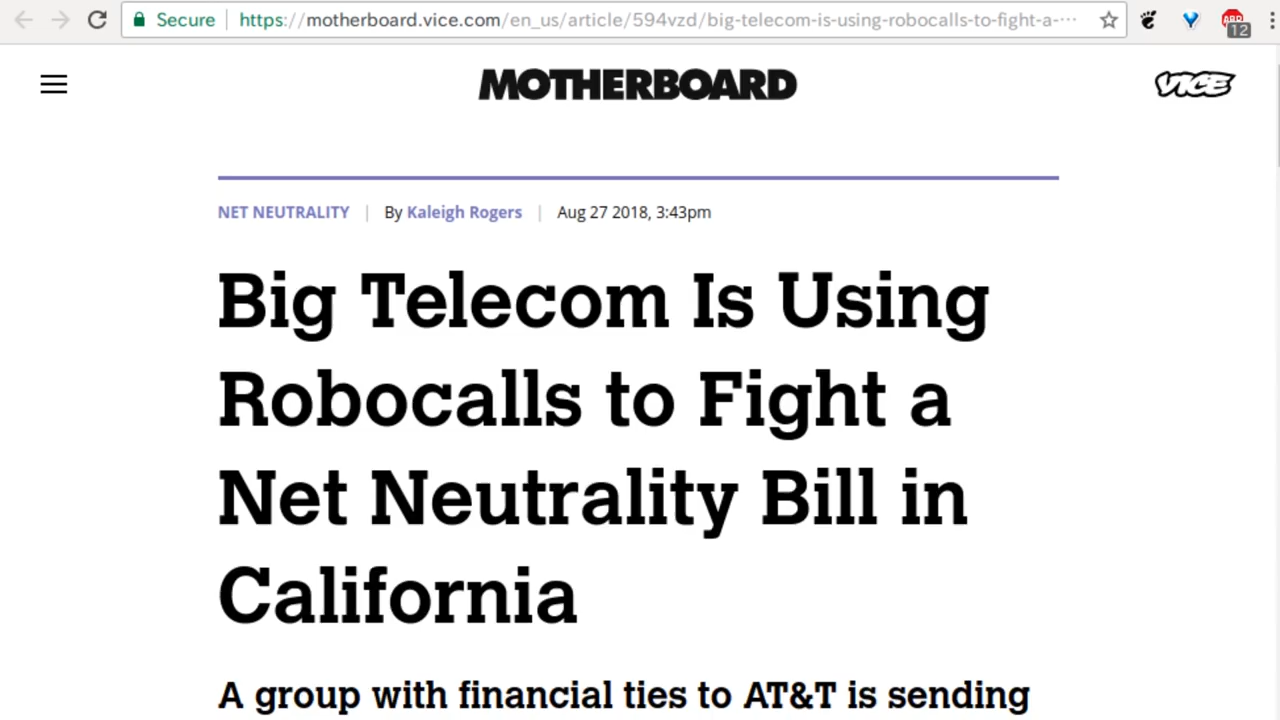 Secure https://motherboard.vice.com/en_us/article/594vzd/big-telecom-is-using-robocalls-to-fight-a-···
ABP
12
MOTHERBOARD
VICE
NET NEUTRALITY | By Kaleigh Rogers | Aug 27 2018, 3:43pm
Big Telecom Is Using
Robocalls to Fight a
Net Neutrality Bill in
California
A group with financial ties to AT&T is sending